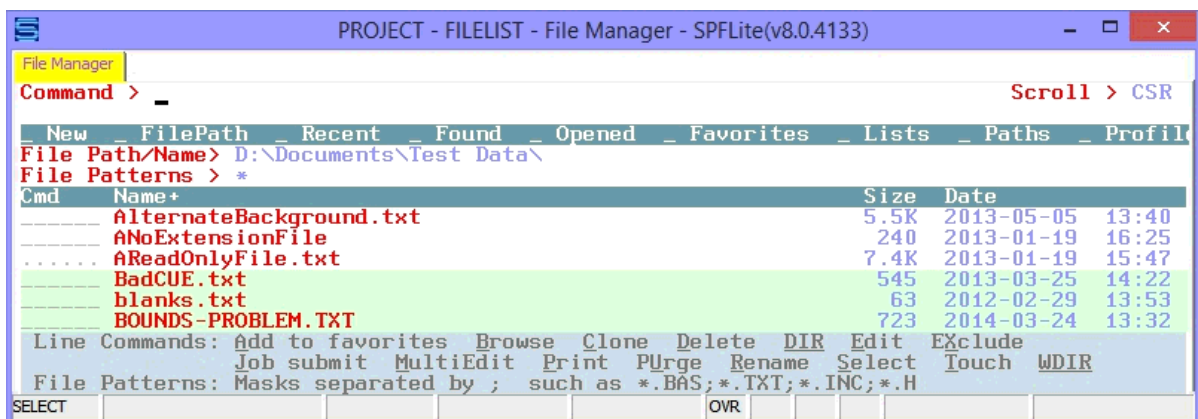 PROJECT - FILELIST - File Manager - SPFLite(v8.0.4133)
File Manager
Command > _ Scroll > CSR
_ New _ FilePath _ Recent _ Found _ Opened _ Favorites _ Lists _ Paths _ Profil
File Path/Name> D:\Documents\Test Data\
File Patterns > *
Cmd Name+ Size Date
______ AlternateBackground.txt 5.5K 2013-05-05 13:40
______ ANoExtensionFile 240 2013-01-19 16:25
...... AReadOnlyFile.txt 7.4K 2013-01-19 15:47
______ BadCUE.txt 545 2013-03-25 14:22
______ blanks.txt 63 2012-02-29 13:53
______ BOUNDS-PROBLEM.TXT 723 2014-03-24 13:32
Line Commands: Add to favorites Browse Clone Delete DIR Edit EXclude
Job submit MultiEdit Print PUrge Rename Select Touch WDIR
File Patterns: Masks separated by ; such as *.BAS;*.TXT;*.INC;*.H
SELECT OVR